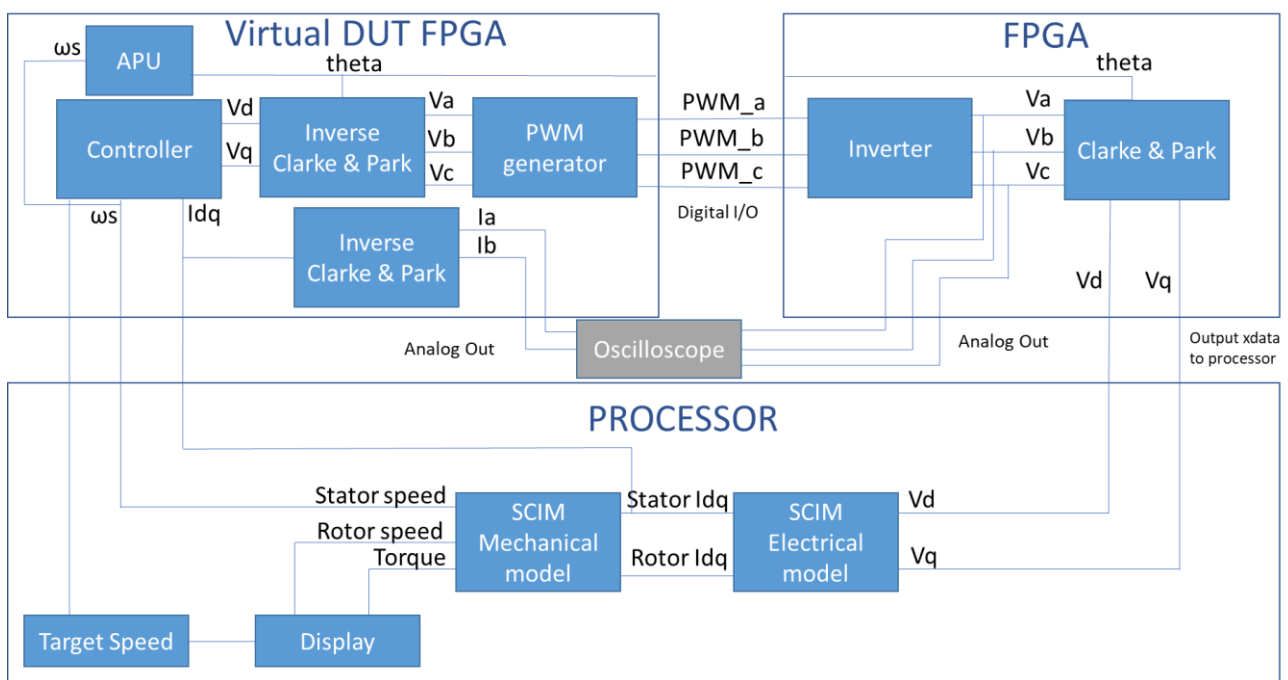 Virtual DUT FPGA
FPGA
ωs
APU
theta
theta
Vd
Va
PWM_a
Va
Controller
Inverse
Clarke & Park
Vb
PWM
generator
PWM_b
Inverter
Vb
Clarke & Park
Vq
Vc
PWM_c
Vc
ωs
Idq
Digital I/O
Ia
Inverse
Clarke & Park
Ib
Vd
Vq
Analog Out
Oscilloscope
Analog Out
Output xdata
to processor
PROCESSOR
Stator speed
SCIM
Mechanical
model
Stator Idq
SCIM
Electrical
model
Vd
Rotor speed
Torque
Rotor Idq
Vq
Target Speed
Display